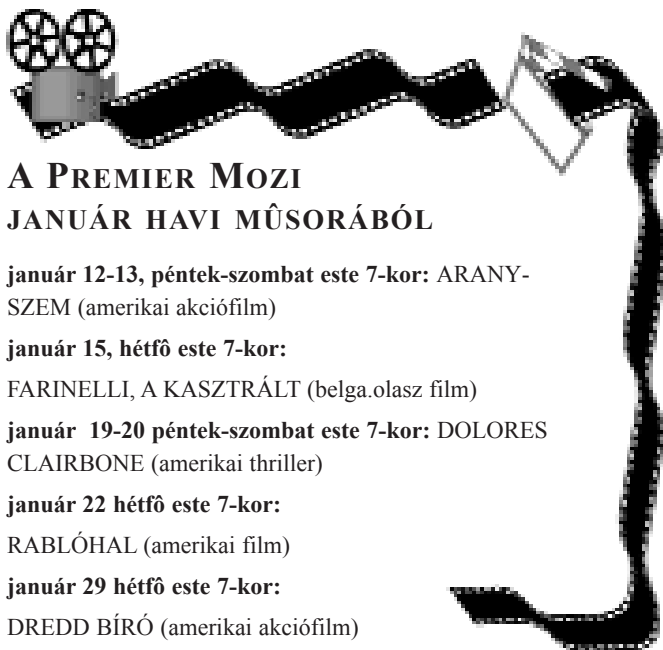 A PREMIER MOZI
JANUÁR HAVI MÛSORÁBÓL
január 12-13, péntek-szombat este 7-kor: ARANY-
SZEM (amerikai akciófilm)
január 15, hétfô este 7-kor:
FARINELLI, A KASZTRÁLT (belga.olasz film)
január 19-20 péntek-szombat este 7-kor: DOLORES
CLAIRBONE (amerikai thriller)
január 22 hétfô este 7-kor:
RABLÓHAL (amerikai film)
január 29 hétfô este 7-kor:
DREDD BÍRÓ (amerikai akciófilm)